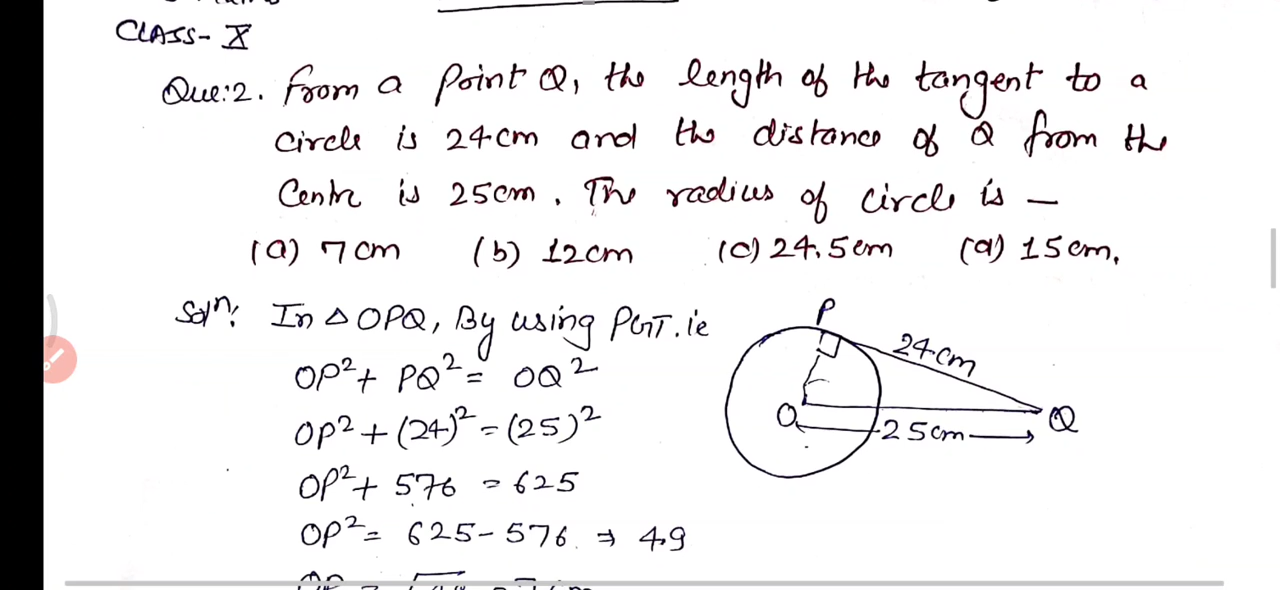 CLASS- X
Que:2. From a Point Q, the length of the tangent to a
circle is 24cm and the distance of Q from the
Centre is 25cm. The radius of circle is —
(a) 7cm (b) 12cm (c) 24.5cm (d) 15cm.
Soln: In △OPQ, By using PGT. ie
OP²+ PQ² = OQ²
OP² + (24)² = (25)²
OP² + 576 = 625
OP² = 625 - 576 ⇒ 49
P
24cm
r
O
25cm
Q